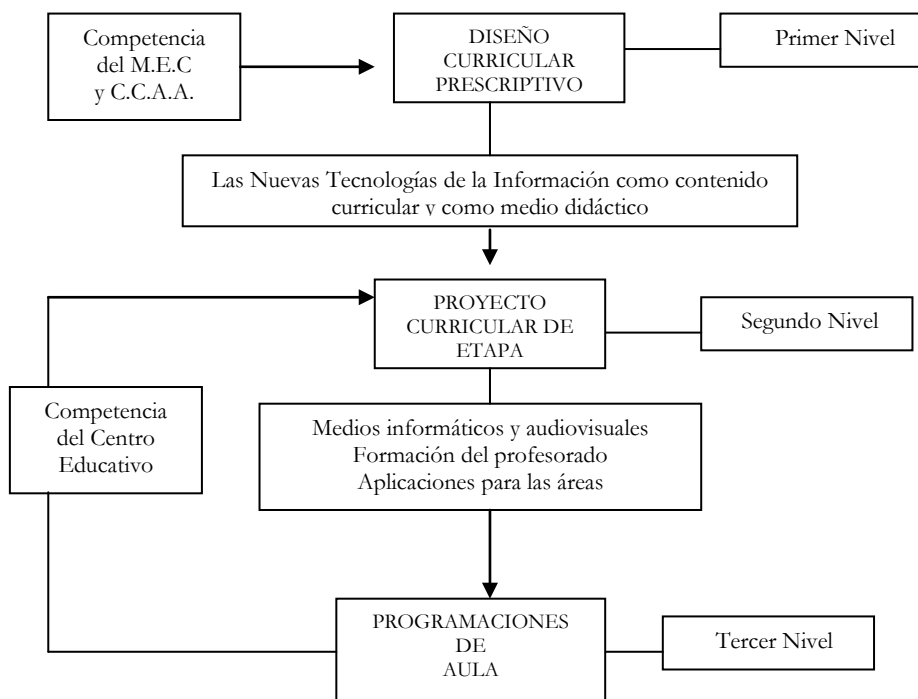 Competencia
del M.E.C
y C.C.A.A.
DISEÑO
CURRICULAR
PRESCRIPTIVO
Primer Nivel
Las Nuevas Tecnologías de la Información como contenido
curricular y como medio didáctico
PROYECTO
CURRICULAR DE
ETAPA
Segundo Nivel
Competencia
del Centro
Educativo
Medios informáticos y audiovisuales
Formación del profesorado
Aplicaciones para las áreas
PROGRAMACIONES
DE
AULA
Tercer Nivel